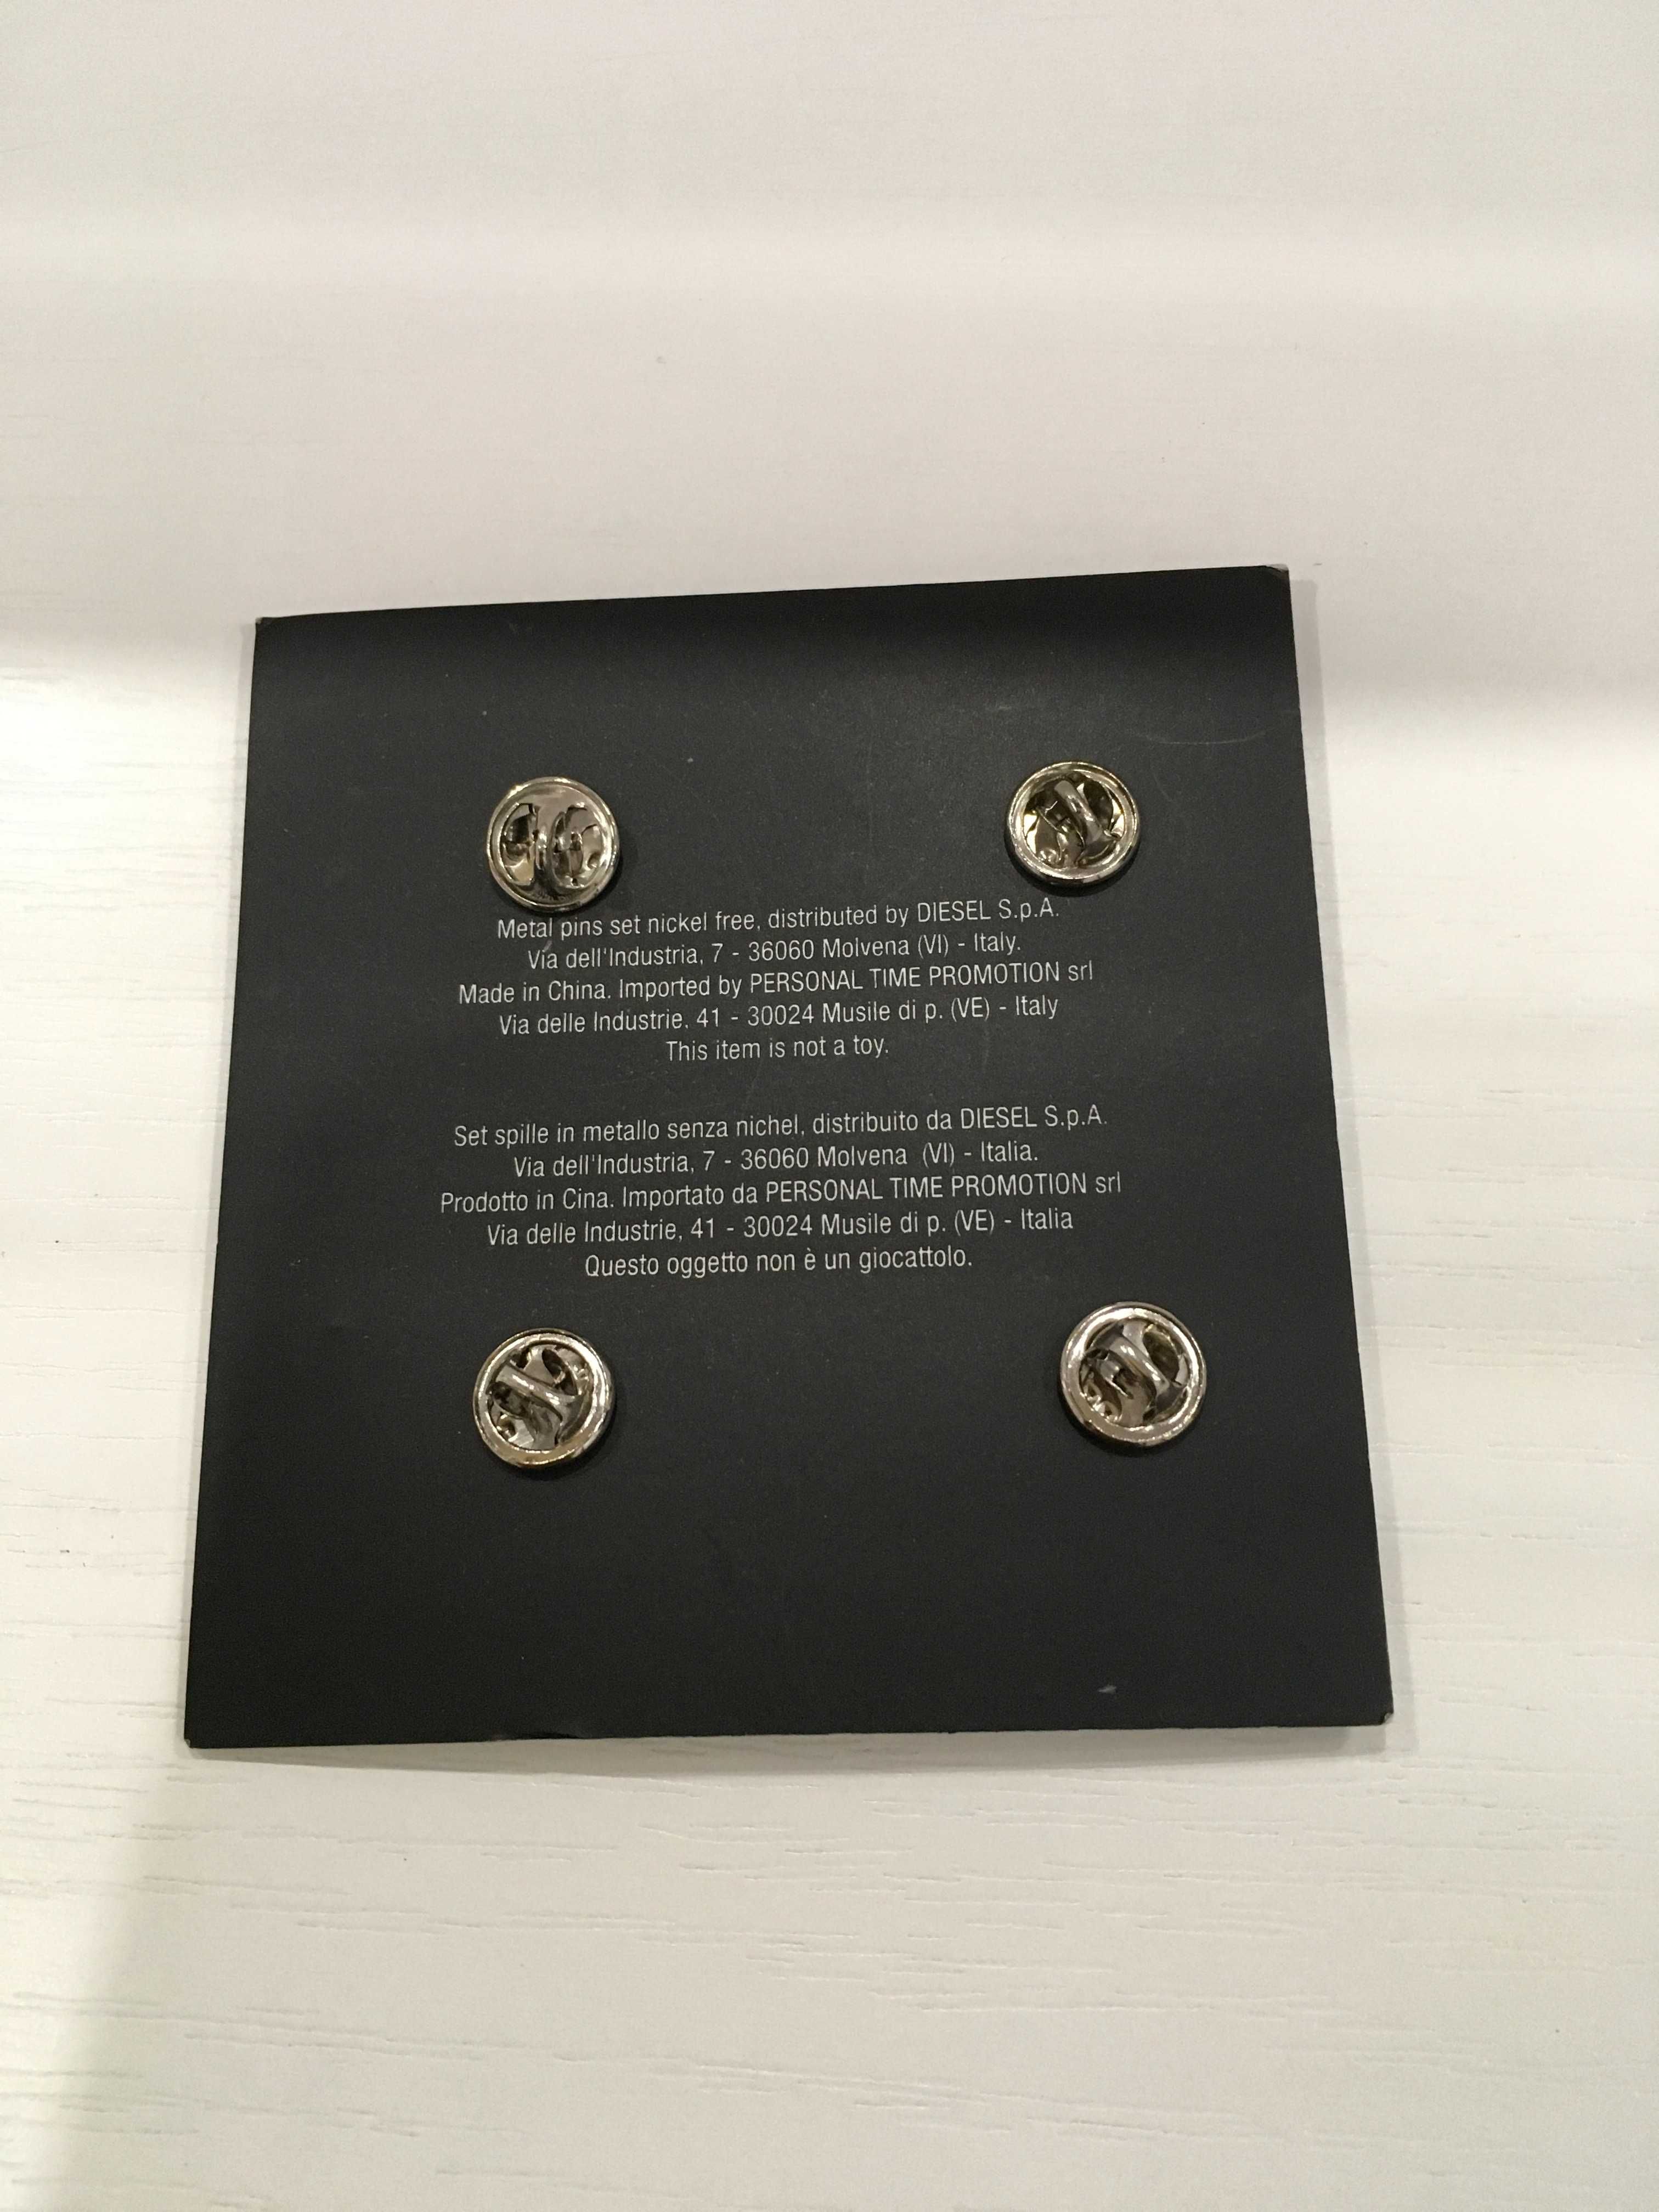 Metal pins set nickel free, distributed by DIESEL S.p.A.
Via dell'Industria, 7 - 36060 Molvena (VI) - Italy.
Made in China. Imported by PERSONAL TIME PROMOTION srl
Via delle Industrie, 41 - 30024 Musile di p. (VE) - Italy
This item is not a toy.
Set spille in metallo senza nichel, distribuito da DIESEL S.p.A.
Via dell'Industria, 7 - 36060 Molvena (VI) - Italia.
Prodotto in Cina. Importato da PERSONAL TIME PROMOTION srl
Via delle Industrie, 41 - 30024 Musile di p. (VE) - Italia
Questo oggetto non è un giocattolo.